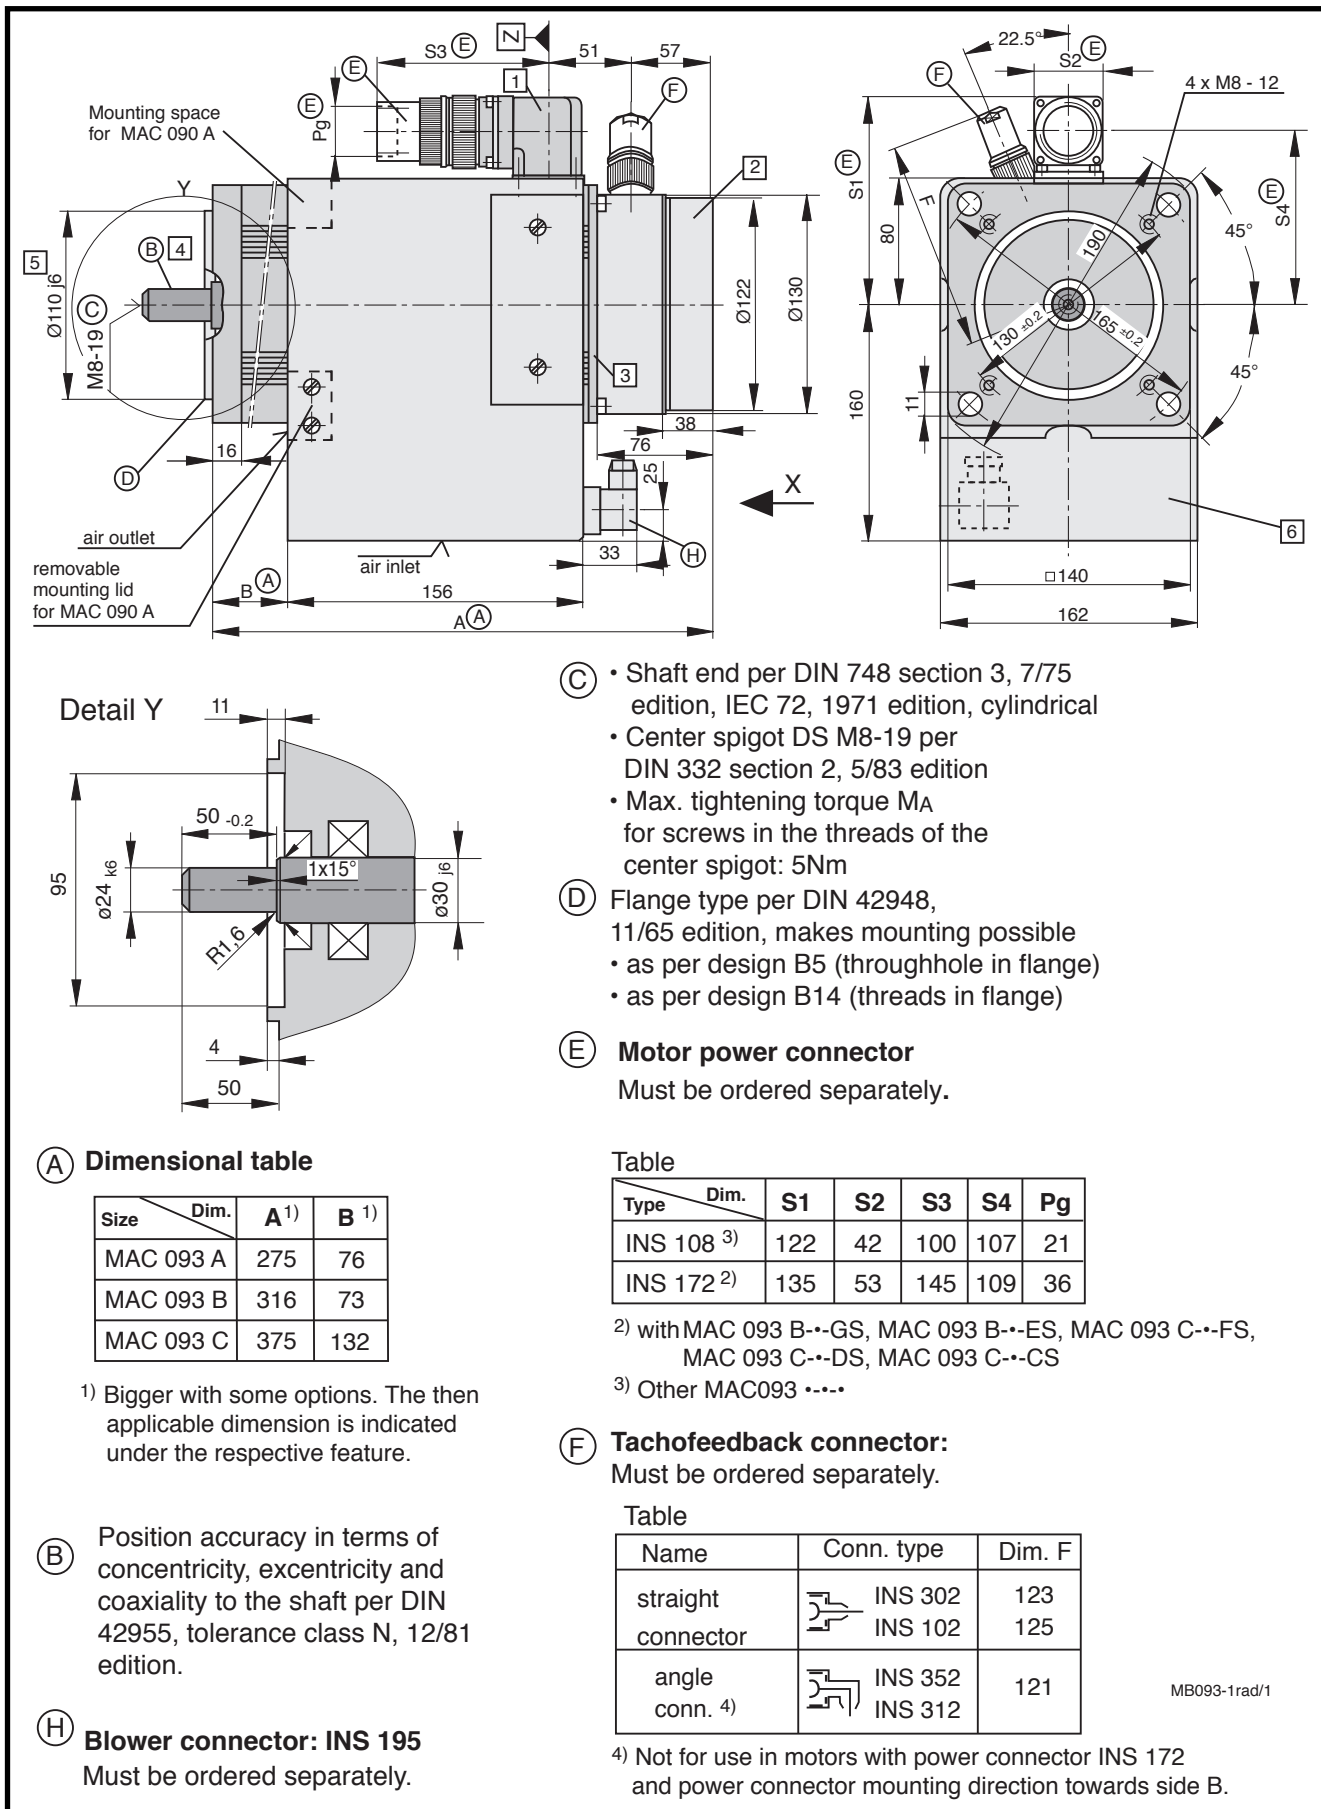 Mounting space
for MAC 090 A
S3 E
Z
51
57
E
Pg E
1
F
2
Y
5
B 4
Ø110 j6
M8-19 C
Ø122
Ø130
3
38
76
25
16
D
air outlet
removable
mounting lid
for MAC 090 A
air inlet
33
H
B A
156
A A
X
22.5°
S2 E
F
4 x M8 - 12
S1 E
F
80
190
S4 E
45°
130 ±0.2
165 ±0.2
45°
160
11
6
□140
162
Detail Y
11
50 -0.2
1x15°
95
ø24 k6
ø30 j6
R1,6
4
50
C • Shaft end per DIN 748 section 3, 7/75
edition, IEC 72, 1971 edition, cylindrical
• Center spigot DS M8-19 per
DIN 332 section 2, 5/83 edition
• Max. tightening torque MA
for screws in the threads of the
center spigot: 5Nm
D Flange type per DIN 42948,
11/65 edition, makes mounting possible
• as per design B5 (throughhole in flange)
• as per design B14 (threads in flange)
E Motor power connector
Must be ordered separately.
A Dimensional table
Size Dim. A 1) B 1)
MAC 093 A 275 76
MAC 093 B 316 73
MAC 093 C 375 132
1) Bigger with some options. The then
applicable dimension is indicated
under the respective feature.
Table
Type Dim. S1 S2 S3 S4 Pg
INS 108 3) 122 42 100 107 21
INS 172 2) 135 53 145 109 36
2) with MAC 093 B-•-GS, MAC 093 B-•-ES, MAC 093 C-•-FS,
MAC 093 C-•-DS, MAC 093 C-•-CS
3) Other MAC093 •-•-•
F Tachofeedback connector:
Must be ordered separately.
Table
Name Conn. type Dim. F
straight INS 302 123
connector INS 102 125
angle INS 352 121
conn. 4) INS 312
4) Not for use in motors with power connector INS 172
and power connector mounting direction towards side B.
MB093-1rad/1
B Position accuracy in terms of
concentricity, excentricity and
coaxiality to the shaft per DIN
42955, tolerance class N, 12/81
edition.
H Blower connector: INS 195
Must be ordered separately.